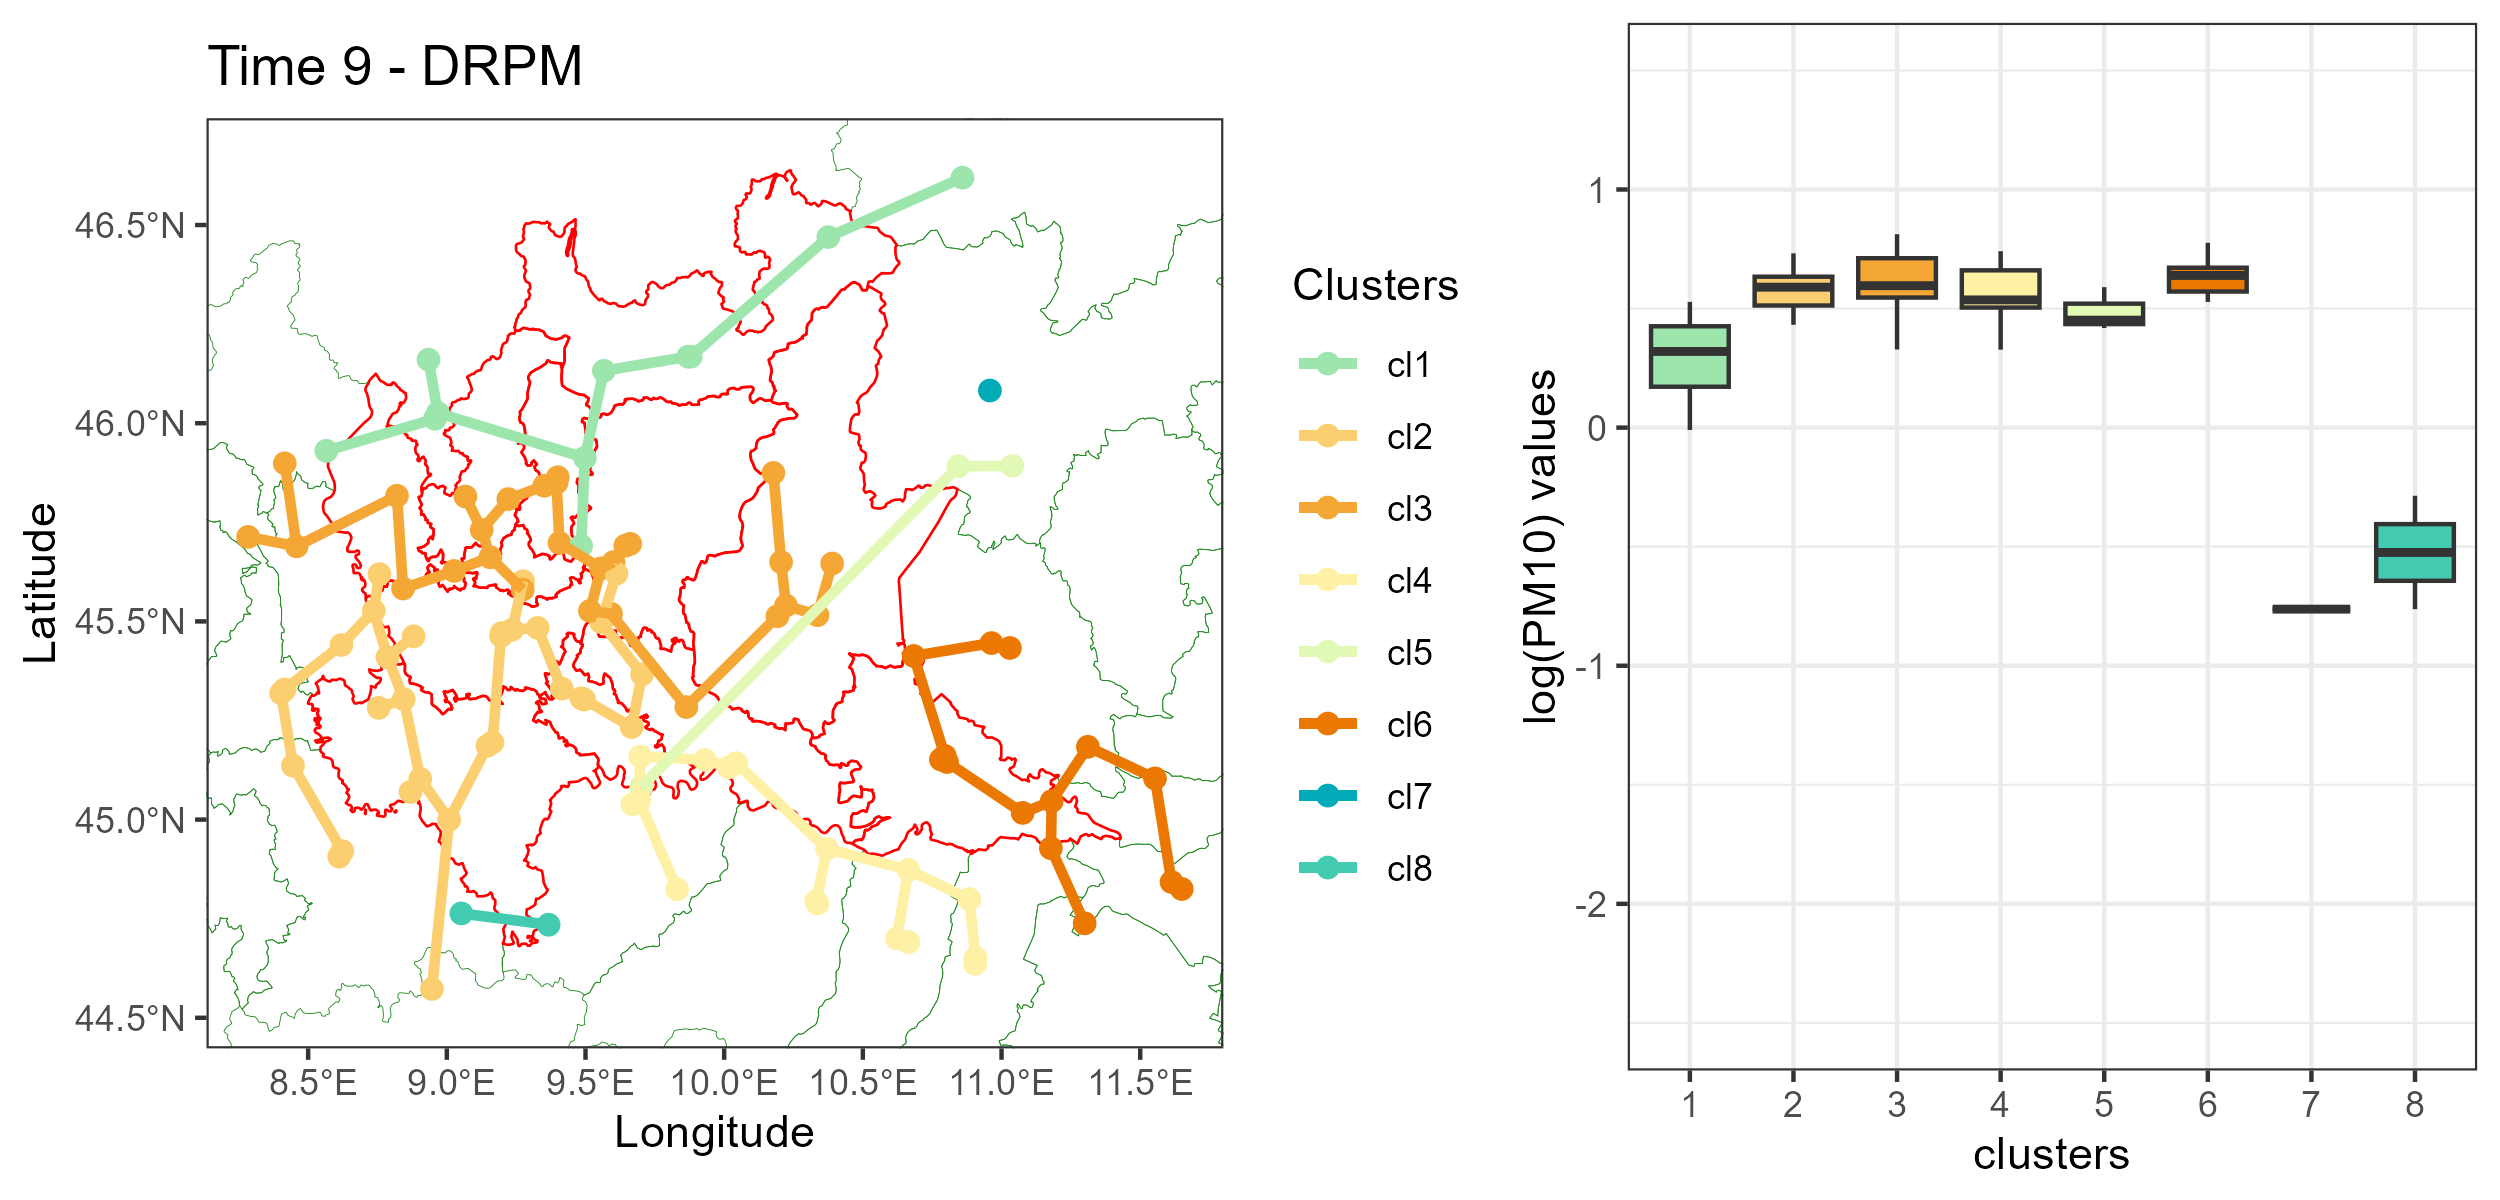 Time 9 - DRPM
Latitude
46.5°N
46.0°N
45.5°N
45.0°N
44.5°N
8.5°E 9.0°E 9.5°E 10.0°E 10.5°E 11.0°E 11.5°E
Longitude
Clusters
cl1
cl2
cl3
cl4
cl5
cl6
cl7
cl8
log(PM10) values
1
0
-1
-2
1 2 3 4 5 6 7 8
clusters